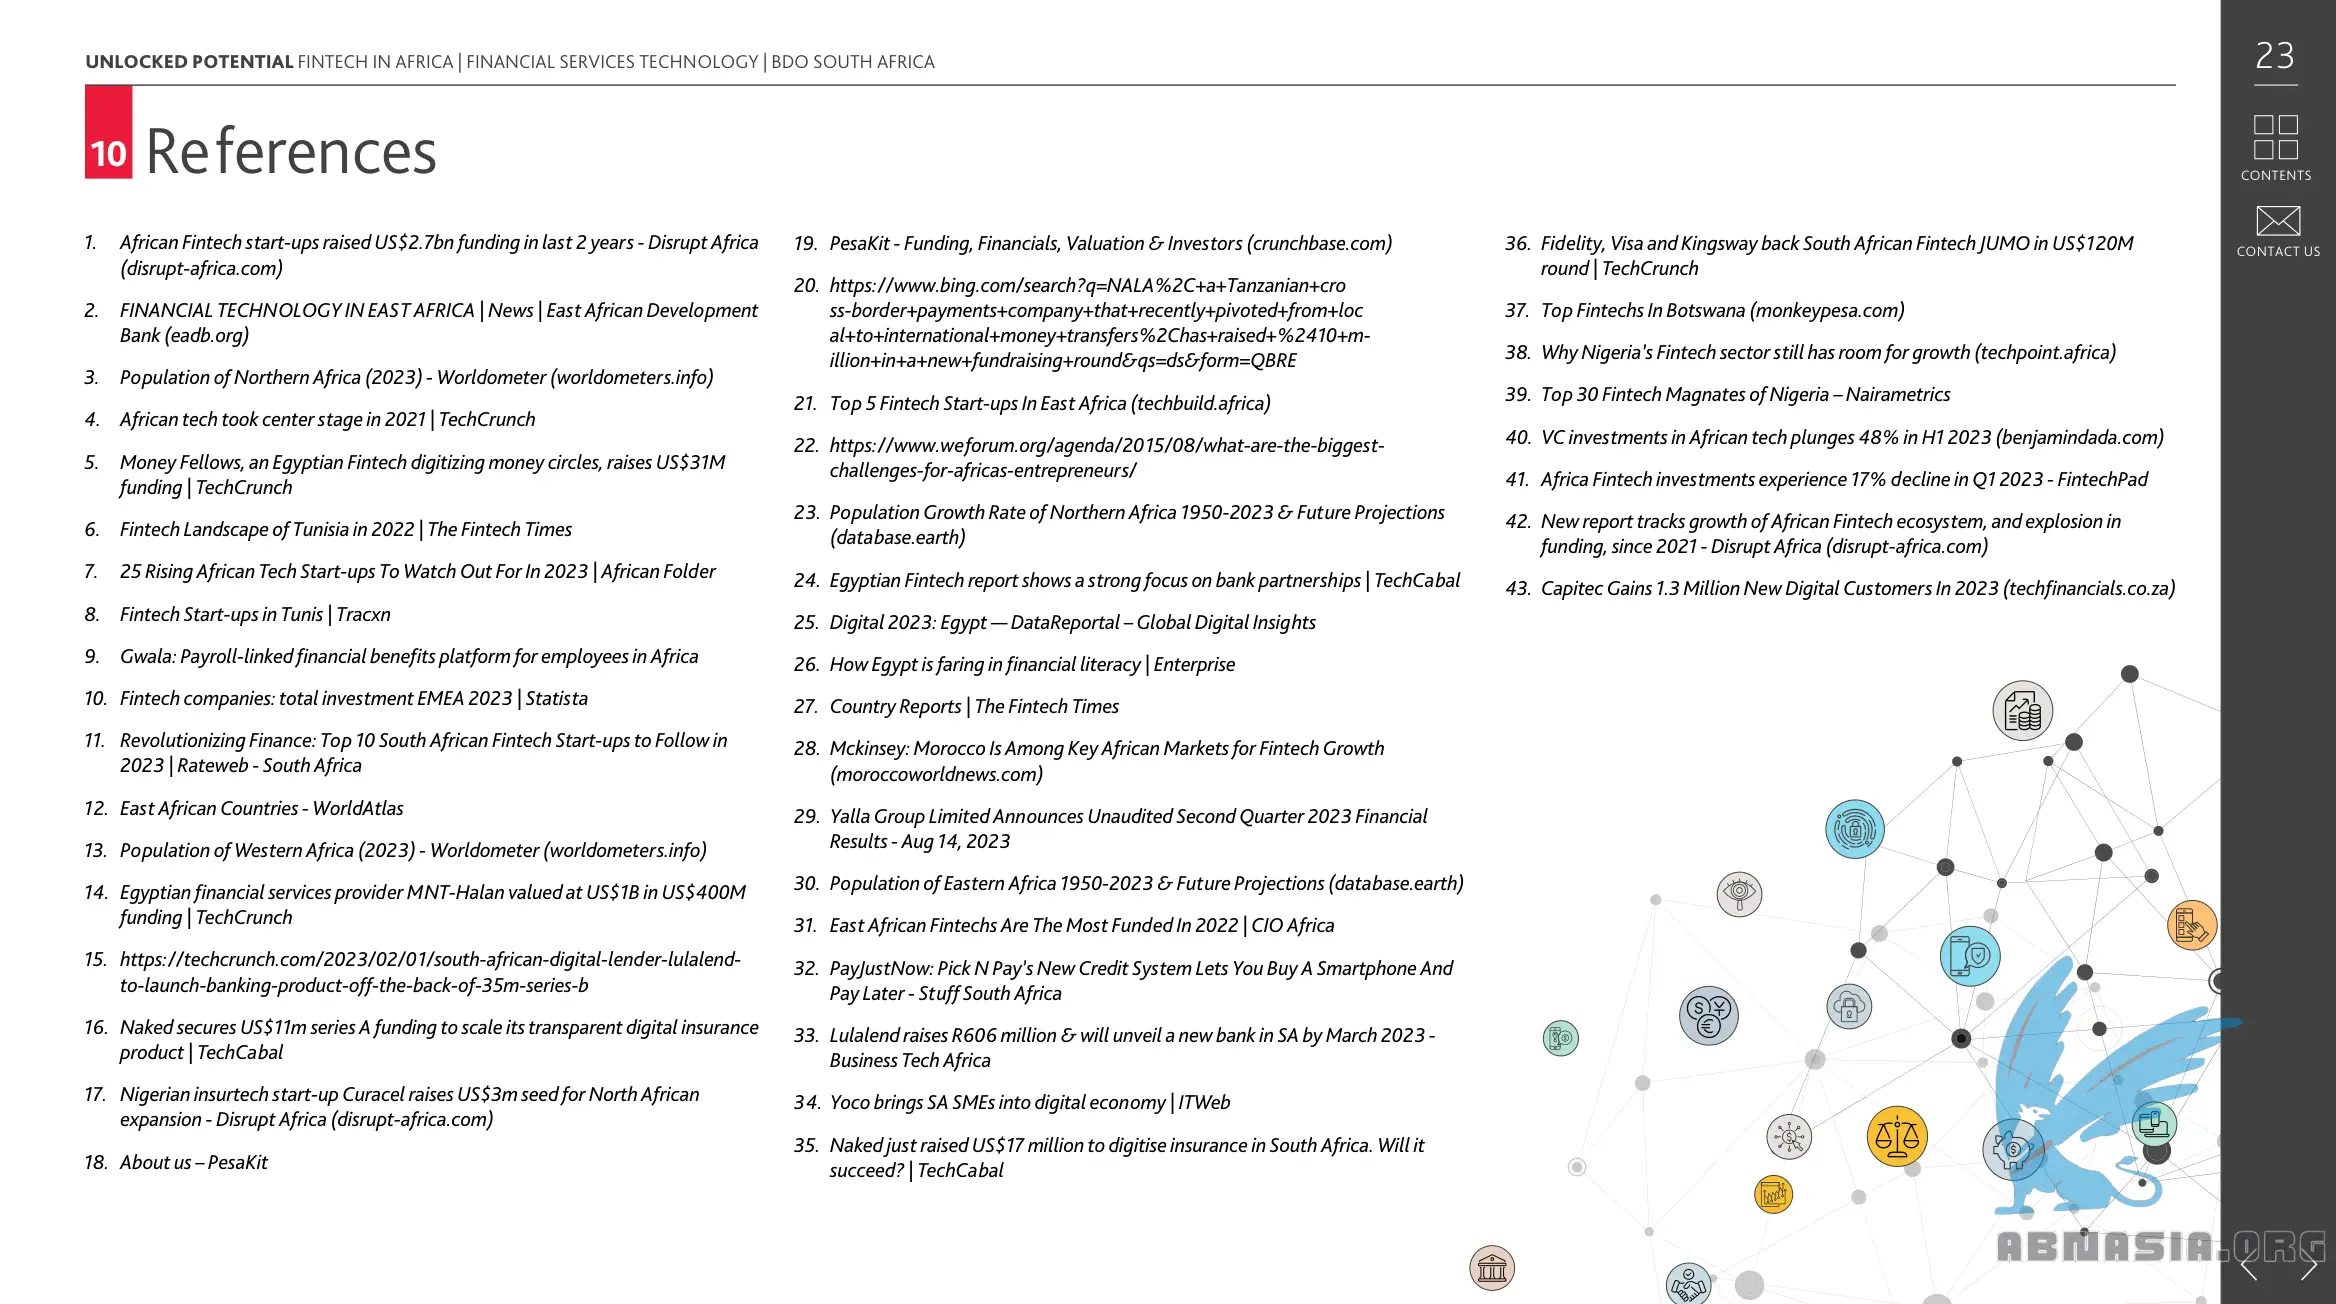 UNLOCKED POTENTIAL FINTECH IN AFRICA | FINANCIAL SERVICES TECHNOLOGY | BDO SOUTH AFRICA
23
CONTENTS
CONTACT US
10 References
1. African Fintech start-ups raised US$2.7bn funding in last 2 years - Disrupt Africa
(disrupt-africa.com)
2. FINANCIAL TECHNOLOGY IN EAST AFRICA | News | East African Development
Bank (eadb.org)
3. Population of Northern Africa (2023) - Worldometer (worldometers.info)
4. African tech took center stage in 2021 | TechCrunch
5. Money Fellows, an Egyptian Fintech digitizing money circles, raises US$31M
funding | TechCrunch
6. Fintech Landscape of Tunisia in 2022 | The Fintech Times
7. 25 Rising African Tech Start-ups To Watch Out For In 2023 | African Folder
8. Fintech Start-ups in Tunis | Tracxn
9. Gwala: Payroll-linked financial benefits platform for employees in Africa
10. Fintech companies: total investment EMEA 2023 | Statista
11. Revolutionizing Finance: Top 10 South African Fintech Start-ups to Follow in
2023 | Rateweb - South Africa
12. East African Countries - WorldAtlas
13. Population of Western Africa (2023) - Worldometer (worldometers.info)
14. Egyptian financial services provider MNT-Halan valued at US$1B in US$400M
funding | TechCrunch
15. https://techcrunch.com/2023/02/01/south-african-digital-lender-lulalend-
to-launch-banking-product-off-the-back-of-35m-series-b
16. Naked secures US$11m series A funding to scale its transparent digital insurance
product | TechCabal
17. Nigerian insurtech start-up Curacel raises US$3m seed for North African
expansion - Disrupt Africa (disrupt-africa.com)
18. About us – PesaKit
19. PesaKit - Funding, Financials, Valuation & Investors (crunchbase.com)
20. https://www.bing.com/search?q=NALA%2C+a+Tanzanian+cro
ss-border+payments+company+that+recently+pivoted+from+loc
al+to+international+money+transfers%2Chas+raised+%2410+m-
illion+in+a+new+fundraising+round&qs=ds&form=QBRE
21. Top 5 Fintech Start-ups In East Africa (techbuild.africa)
22. https://www.weforum.org/agenda/2015/08/what-are-the-biggest-
challenges-for-africas-entrepreneurs/
23. Population Growth Rate of Northern Africa 1950-2023 & Future Projections
(database.earth)
24. Egyptian Fintech report shows a strong focus on bank partnerships | TechCabal
25. Digital 2023: Egypt — DataReportal – Global Digital Insights
26. How Egypt is faring in financial literacy | Enterprise
27. Country Reports | The Fintech Times
28. Mckinsey: Morocco Is Among Key African Markets for Fintech Growth
(moroccoworldnews.com)
29. Yalla Group Limited Announces Unaudited Second Quarter 2023 Financial
Results - Aug 14, 2023
30. Population of Eastern Africa 1950-2023 & Future Projections (database.earth)
31. East African Fintechs Are The Most Funded In 2022 | CIO Africa
32. PayJustNow: Pick N Pay's New Credit System Lets You Buy A Smartphone And
Pay Later - Stuff South Africa
33. Lulalend raises R606 million & will unveil a new bank in SA by March 2023 -
Business Tech Africa
34. Yoco brings SA SMEs into digital economy | ITWeb
35. Naked just raised US$17 million to digitise insurance in South Africa. Will it
succeed? | TechCabal
36. Fidelity, Visa and Kingsway back South African Fintech JUMO in US$120M
round | TechCrunch
37. Top Fintechs In Botswana (monkeypesa.com)
38. Why Nigeria's Fintech sector still has room for growth (techpoint.africa)
39. Top 30 Fintech Magnates of Nigeria – Nairametrics
40. VC investments in African tech plunges 48% in H1 2023 (benjamindada.com)
41. Africa Fintech investments experience 17% decline in Q1 2023 - FintechPad
42. New report tracks growth of African Fintech ecosystem, and explosion in
funding, since 2021 - Disrupt Africa (disrupt-africa.com)
43. Capitec Gains 1.3 Million New Digital Customers In 2023 (techfinancials.co.za)
ABNASIA.ORG